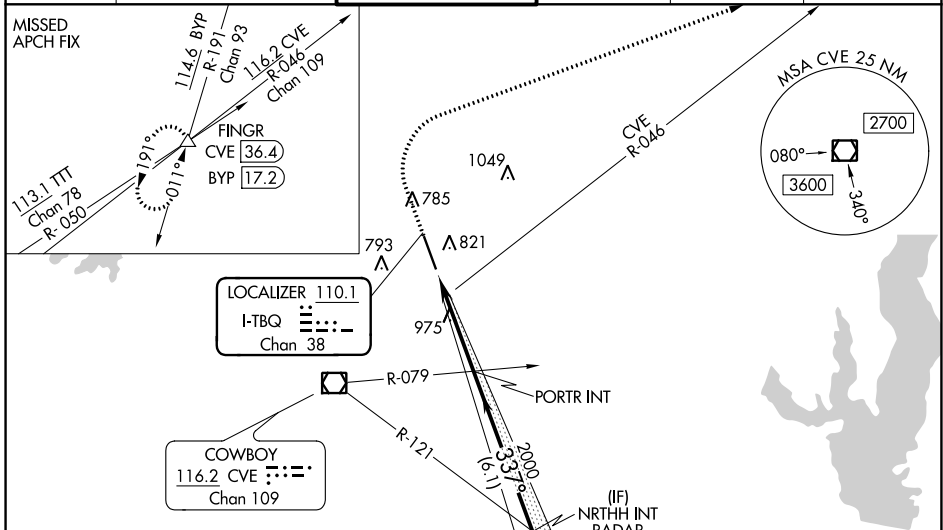 MISSED
APCH FIX
114.6 BYP
R-191
Chan 93
116.2 CVE
R-046
Chan 109
FINGR
CVE 36.4
BYP 17.2
191°
011°
113.1 TTT
Chan 78
R- 050
MSA CVE 25 NM
2700
080°
3600
340°
CVE
R-046
1049
785
793
821
LOCALIZER 110.1
I-TBQ
Chan 38
975
R-079
PORTR INT
R-121
COWBOY
116.2 CVE
Chan 109
2000
337°
(6.1)
(IF)
NRTHH INT
RADAR